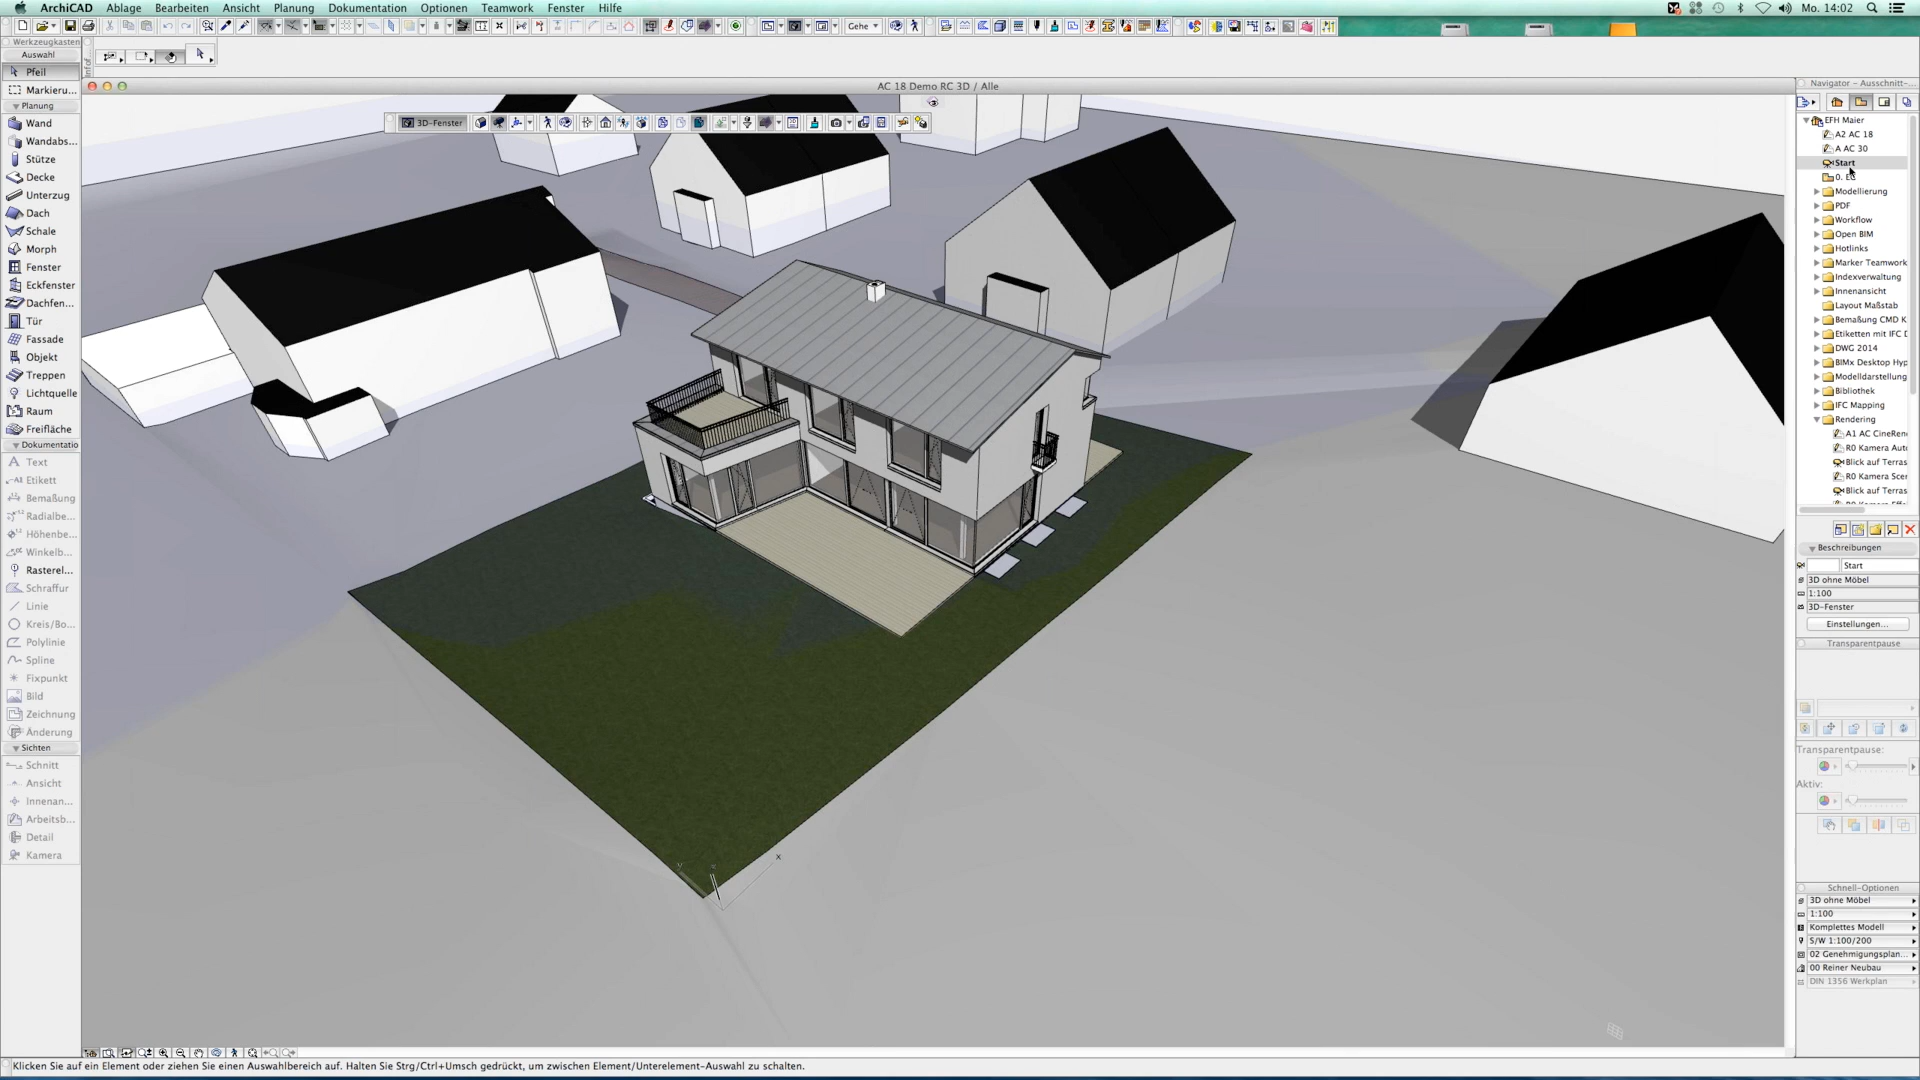 ArchiCAD Ablage Bearbeiten Ansicht Planung Dokumentation Optionen Teamwork Fenster Hilfe
Mo. 14:02
Gehe
Werkzeugkasten
Auswahl
Pfeil
Markieru...
Planung
Wand
Wandabs...
Stütze
Decke
Unterzug
Dach
Schale
Morph
Fenster
Eckfenster
Dachfen...
Tür
Fassade
Objekt
Treppen
Lichtquelle
Raum
Freifläche
Dokumentatio
Text
Etikett
Bemaßung
Radialbe...
Höhenbe...
Winkelb...
Rasterel...
Schraffur
Linie
Kreis/Bo...
Polylinie
Spline
Fixpunkt
Bild
Zeichnung
Änderung
Sichten
Schnitt
Ansicht
Innenan...
Arbeitsb...
Detail
Kamera
AC 18 Demo RC 3D / Alle
3D-Fenster
x
Navigator – Ausschnitt-...
EFH Maier
A2 AC 18
A AC 30
Start
0. E
Modellierung
PDF
Workflow
Open BIM
Hotlinks
Marker Teamwork
Indexverwaltung
Innenansicht
Layout Maßstab
Bemaßung CMD K
Etiketten mit IFC D
DWG 2014
BIMx Desktop Hyp
Modelldarstellung
Bibliothek
IFC Mapping
Rendering
A1 AC CineRen
R0 Kamera Auto
Blick auf Terras
R0 Kamera Scen
Blick auf Terras
Beschreibungen
Start
3D ohne Möbel
1:100
3D-Fenster
Einstellungen...
Transparentpause
Transparentpause:
Aktiv:
Schnell-Optionen
3D ohne Möbel
1:100
Komplettes Modell
S/W 1:100/200
02 Genehmigungsplan...
00 Reiner Neubau
DIN 1356 Werkplan
Klicken Sie auf ein Element oder ziehen Sie einen Auswahlbereich auf. Halten Sie Strg/Ctrl+Umsch gedrückt, um zwischen Element/Unterelement-Auswahl zu schalten.